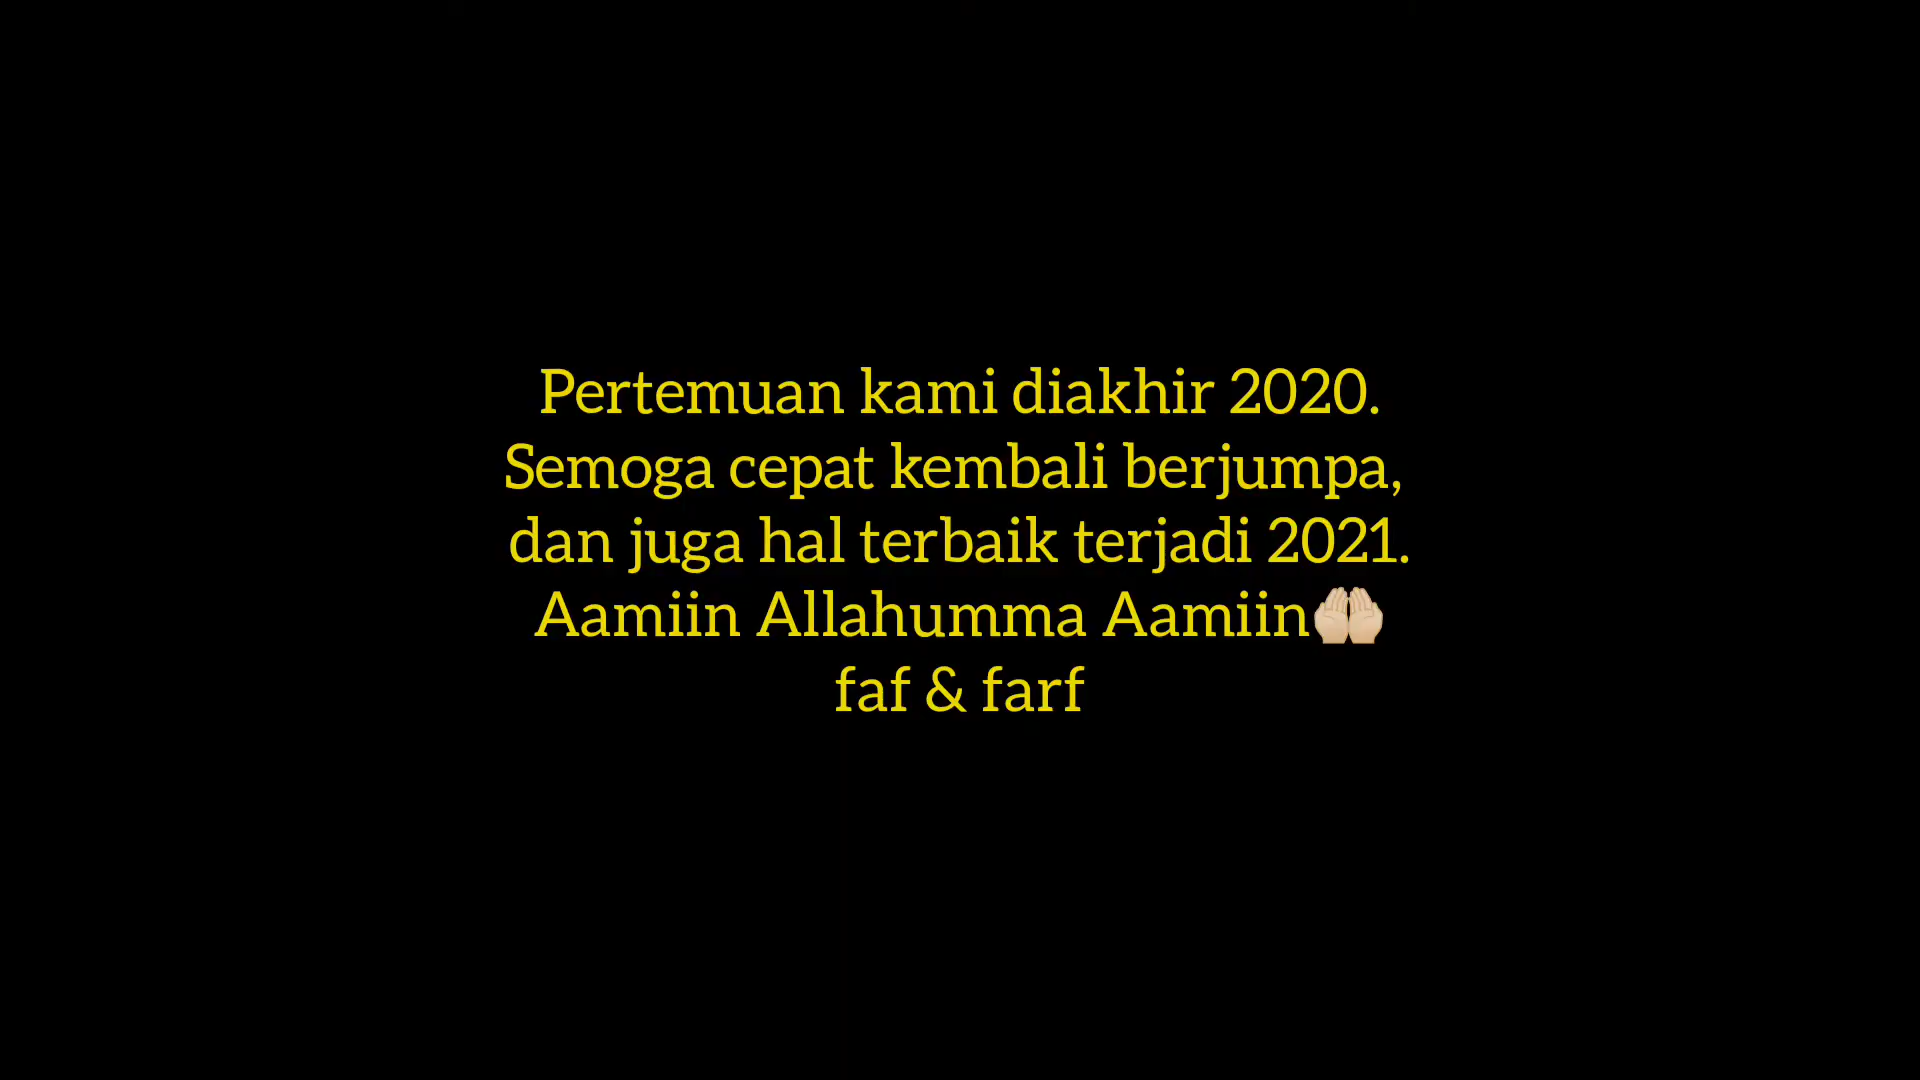 Pertemuan kami diakhir 2020.
Semoga cepat kembali berjumpa,
dan juga hal terbaik terjadi 2021.
Aamiin Allahumma Aamiin🤲🏻
faf & farf